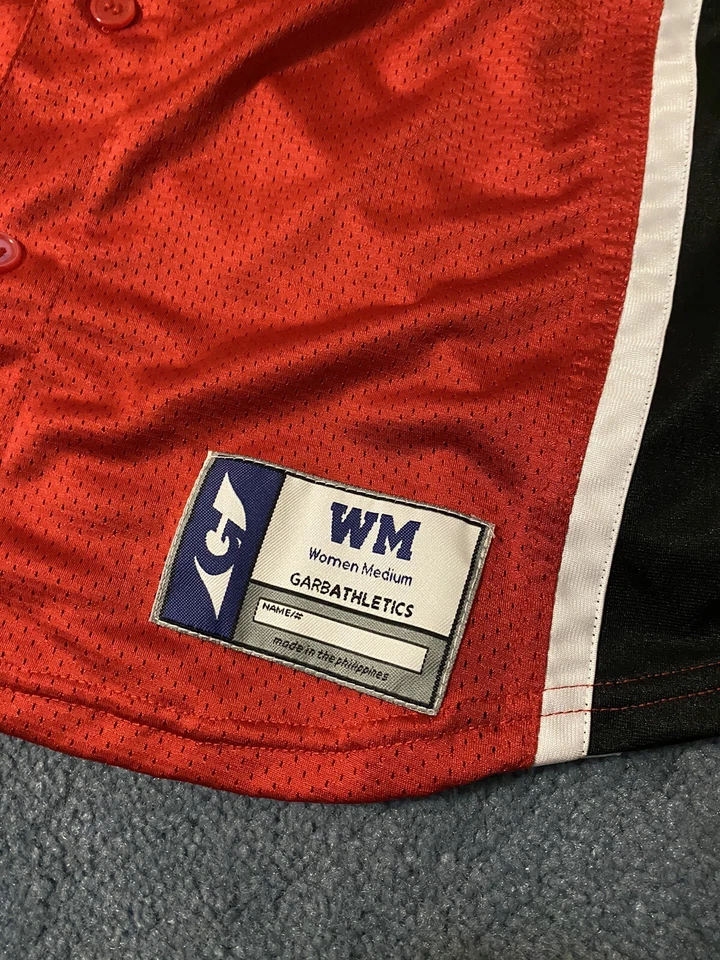 G
WM
Women Medium
GARBATHLETICS
NAME/#
made in the philippines